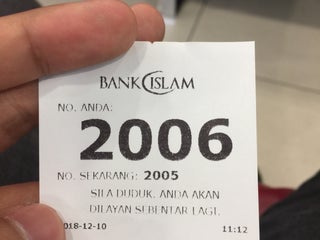 BANK ISLAM
NO. ANDA:
2006
NO. SEKARANG: 2005
SILA DUDUK. ANDA AKAN
DILAYAN SEBENTAR LAGI.
2018-12-10 11:12